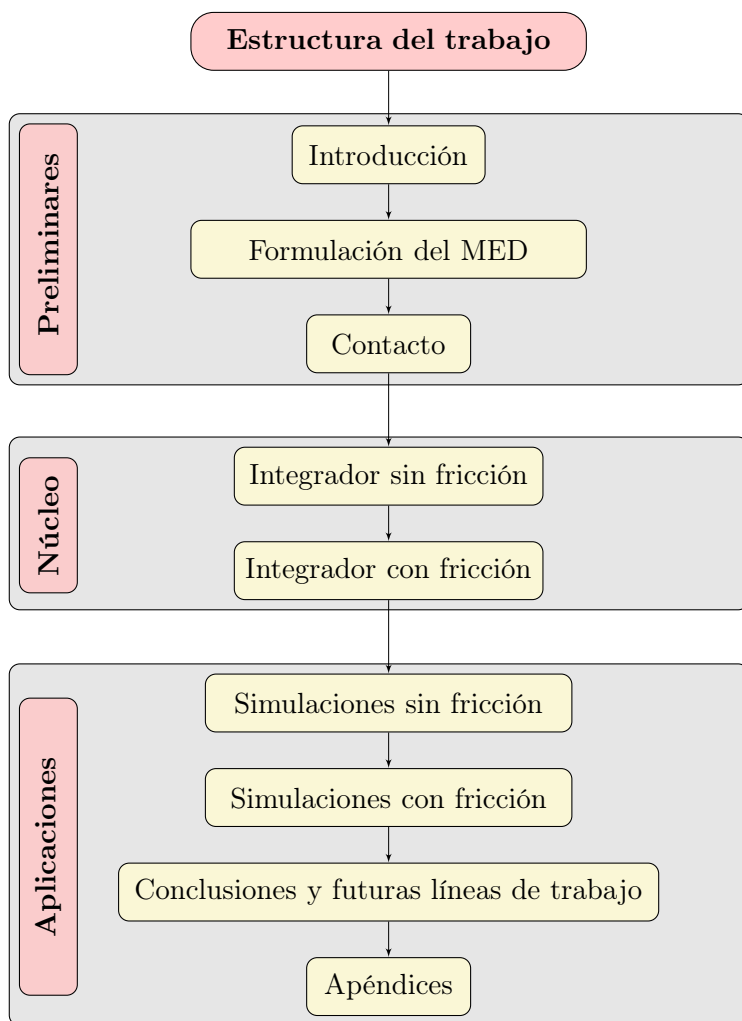 Estructura del trabajo
Preliminares
Introducción
Formulación del MED
Contacto
Núcleo
Integrador sin fricción
Integrador con fricción
Aplicaciones
Simulaciones sin fricción
Simulaciones con fricción
Conclusiones y futuras líneas de trabajo
Apéndices